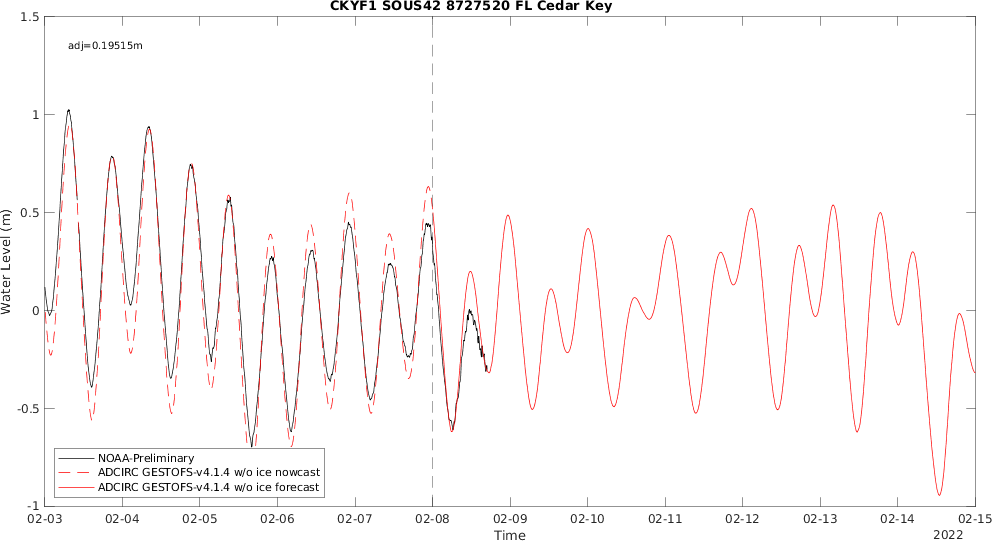 CKYF1 SOUS42 8727520 FL Cedar Key
adj=0.19515m
Water Level (m)
1.5
1
0.5
0
-0.5
-1
NOAA-Preliminary
ADCIRC GESTOFS-v4.1.4 w/o ice nowcast
ADCIRC GESTOFS-v4.1.4 w/o ice forecast
02-03 02-04 02-05 02-06 02-07 02-08 02-09 02-10 02-11 02-12 02-13 02-14 02-15
Time
2022